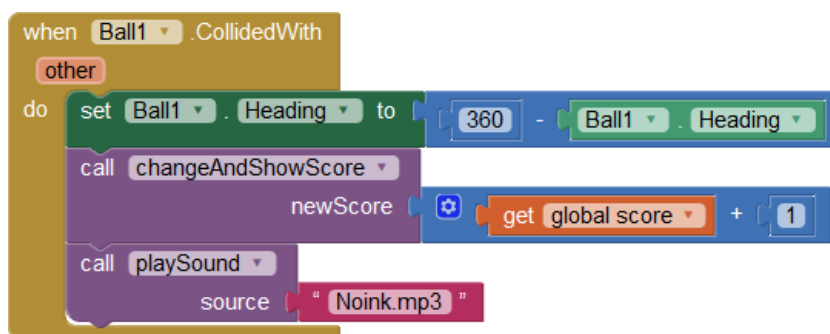 when Ball1 .CollidedWith
other
do set Ball1 . Heading to 360 - Ball1 . Heading
call changeAndShowScore
newScore get global score + 1
call playSound
source " Noink.mp3 "